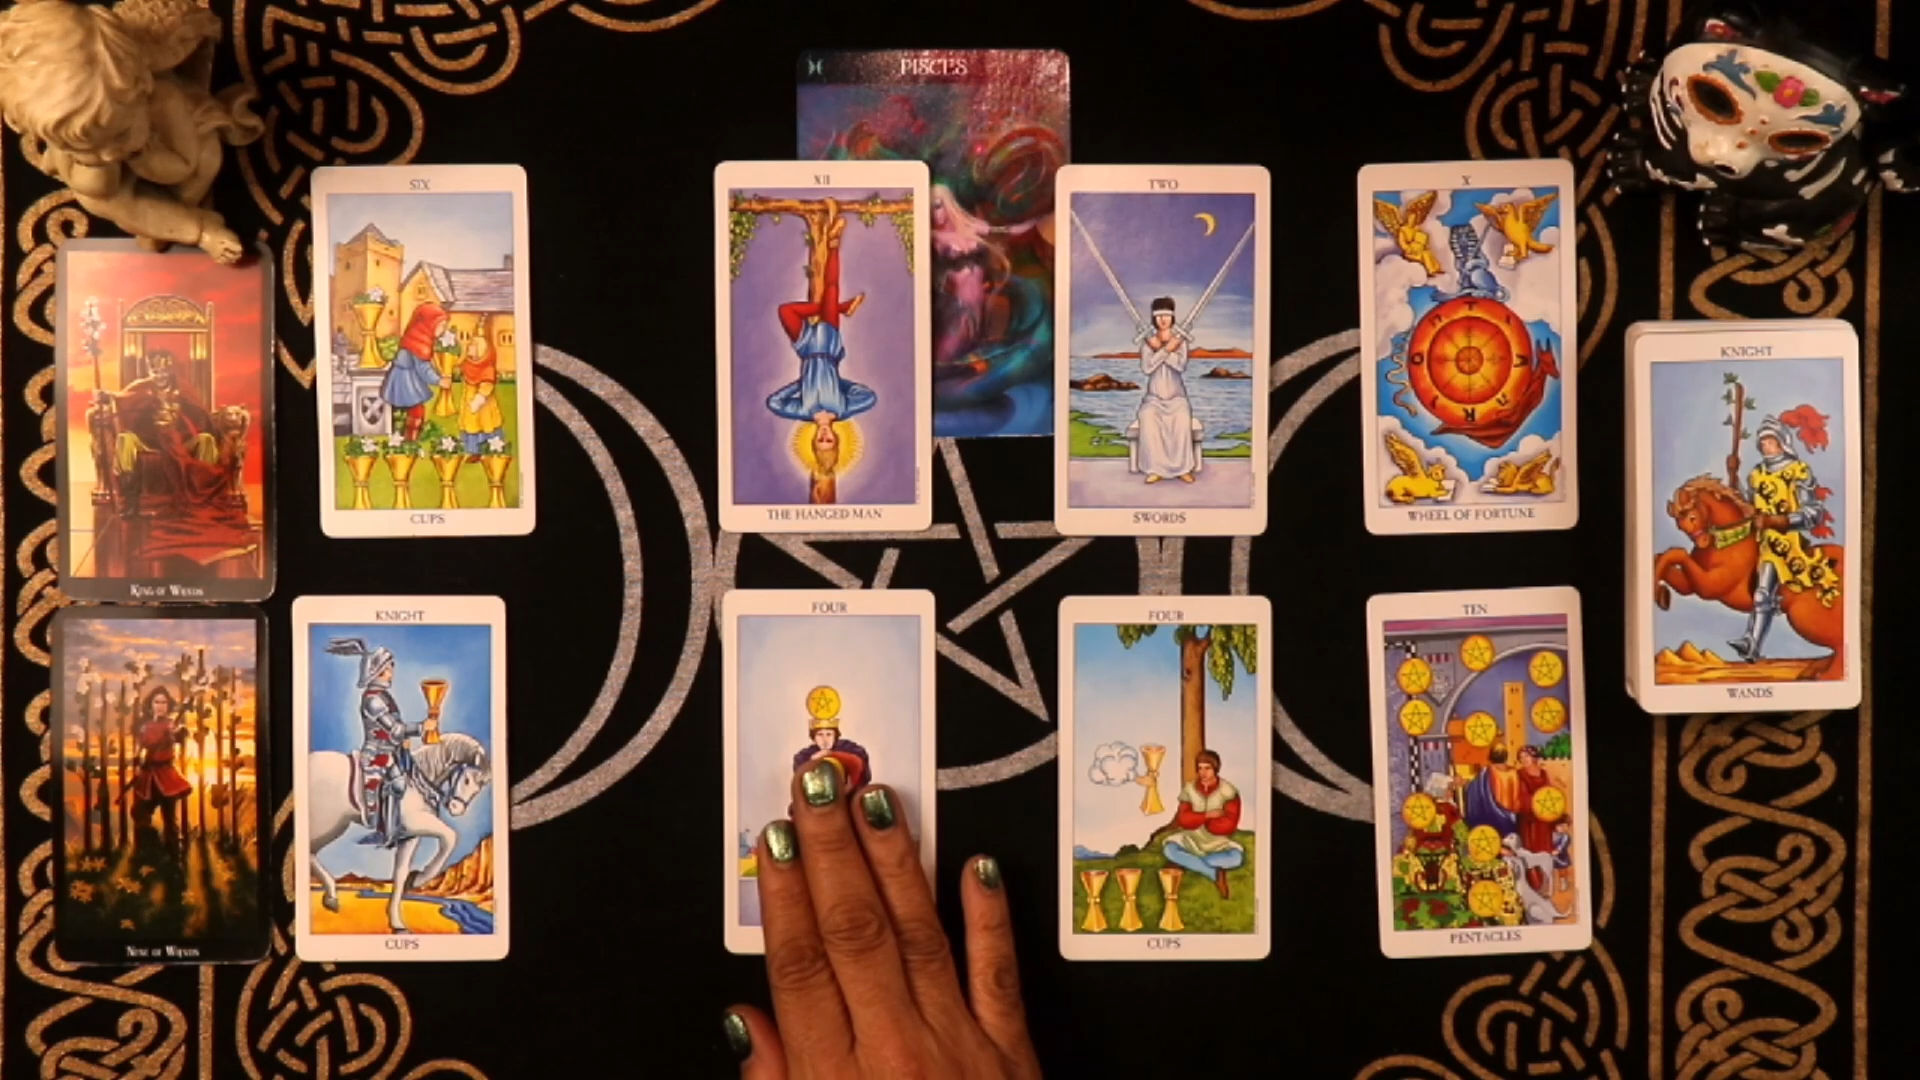 PISCES
SIX
CUPS
XII
THE HANGED MAN
TWO
SWORDS
X
WHEEL OF FORTUNE
KNIGHT
WANDS
KING OF WANDS
NINE OF WANDS
KNIGHT
CUPS
FOUR
FOUR
CUPS
TEN
PENTACLES